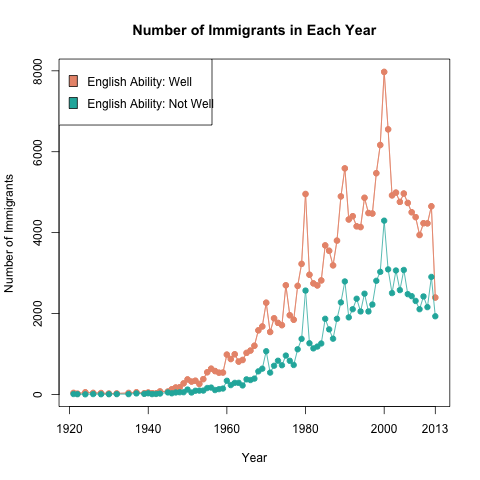 Number of Immigrants in Each Year
English Ability: Well
English Ability: Not Well
Number of Immigrants
8000
6000
4000
2000
0
1920 1940 1960 1980 2000 2013
Year